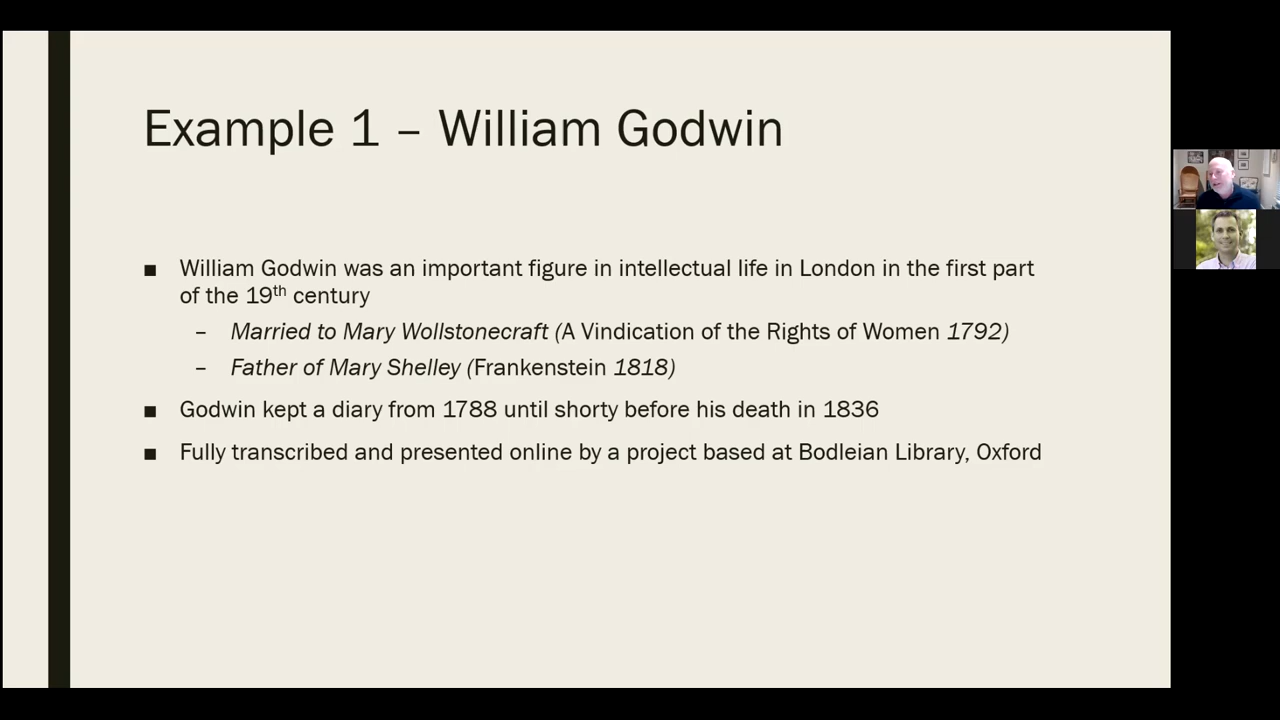 Example 1 – William Godwin
■ William Godwin was an important figure in intellectual life in London in the first part
of the 19th century
– Married to Mary Wollstonecraft (A Vindication of the Rights of Women 1792)
– Father of Mary Shelley (Frankenstein 1818)
■ Godwin kept a diary from 1788 until shorty before his death in 1836
■ Fully transcribed and presented online by a project based at Bodleian Library, Oxford